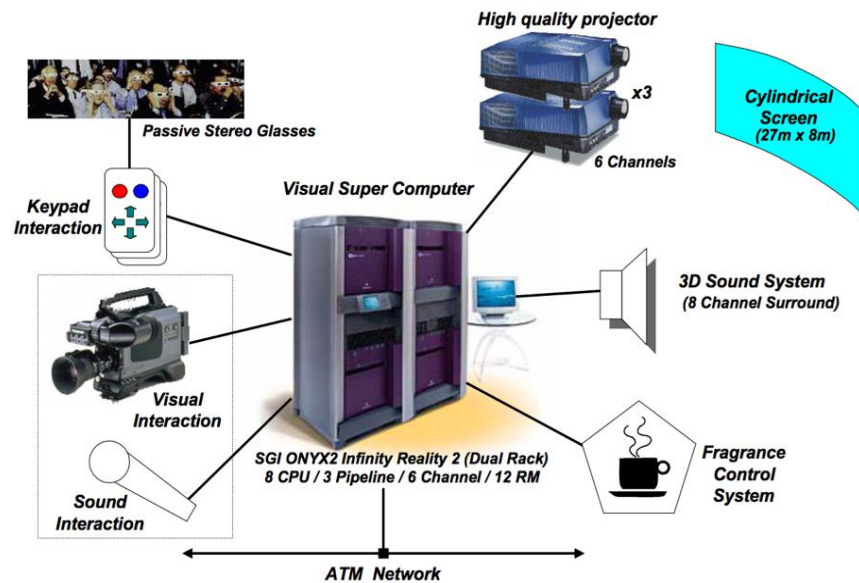 High quality projector
x3
6 Channels
Cylindrical
Screen
(27m x 8m)
Passive Stereo Glasses
Visual Super Computer
Keypad
Interaction
3D Sound System
(8 Channel Surround)
Visual
Interaction
SGI ONYX2 Infinity Reality 2 (Dual Rack)
8 CPU / 3 Pipeline / 6 Channel / 12 RM
Fragrance
Control
System
Sound
Interaction
ATM Network